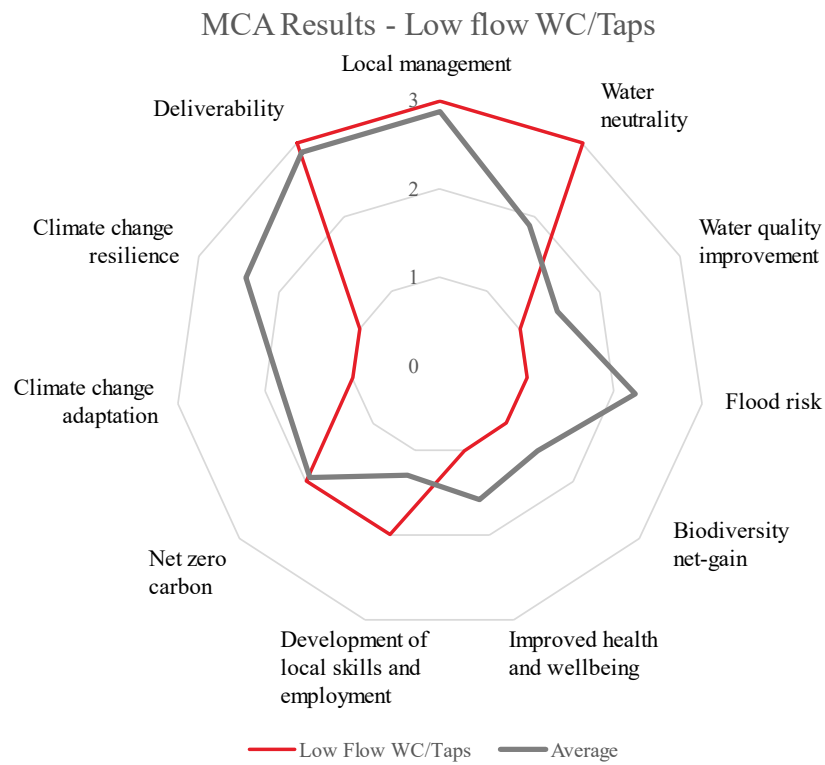 MCA Results - Low flow WC/Taps
Local management
3
Water
neutrality
Deliverability
2
Climate change
resilience
Water quality
improvement
1
0
Climate change
adaptation
Flood risk
Net zero
carbon
Biodiversity
net-gain
Development of
local skills and
employment
Improved health
and wellbeing
Low Flow WC/Taps
Average